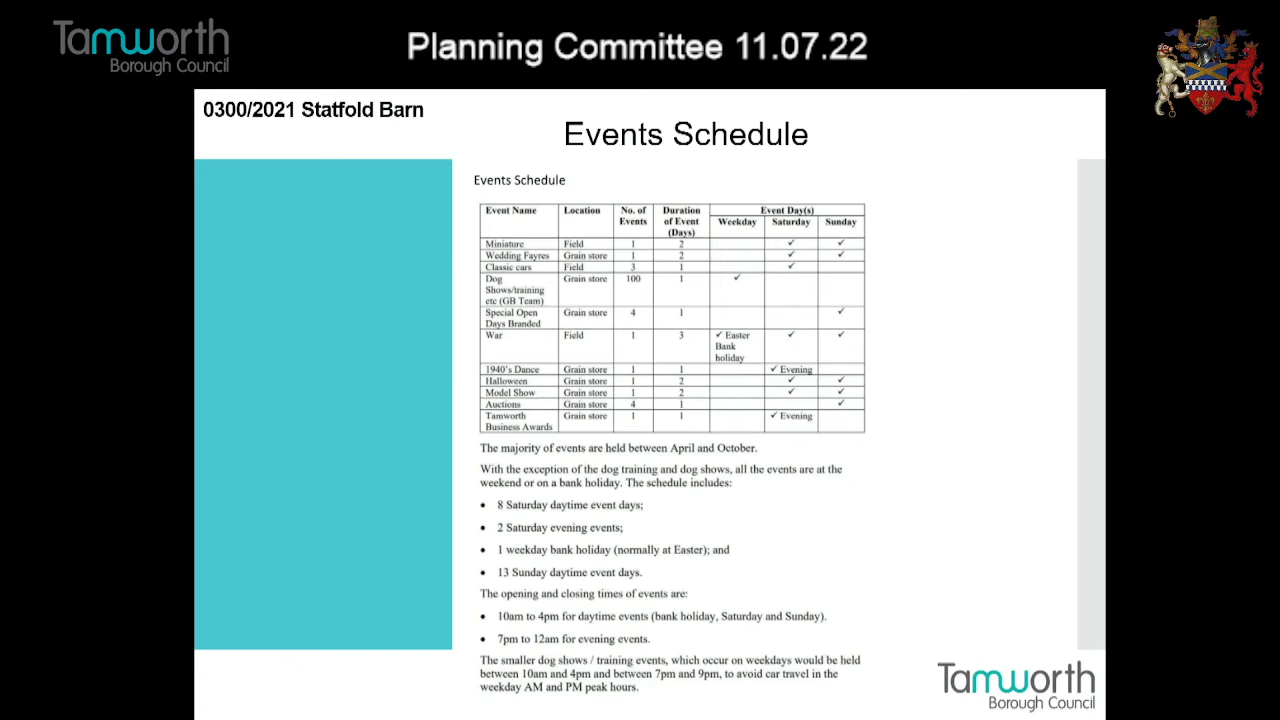 Tamworth
Borough Council
Planning Committee 11.07.22
0300/2021 Statfold Barn
Events Schedule
Events Schedule
Event Name Location No. of Events Duration of Event (Days) Event Day(s)
Weekday Saturday Sunday
Miniature Field 1 2 ✓ ✓
Wedding Fayres Grain store 1 2 ✓ ✓
Classic cars Field 3 1 ✓
Dog Shows/training etc (GB Team) Grain store 100 1 ✓
Special Open Days Branded Grain store 4 1 ✓
War Field 1 3 ✓ Easter Bank holiday ✓ ✓
1940's Dance Grain store 1 1 ✓ Evening
Halloween Grain store 1 2 ✓ ✓
Model Show Grain store 1 2 ✓ ✓
Auctions Grain store 4 1 ✓
Tamworth Business Awards Grain store 1 1 ✓ Evening
The majority of events are held between April and October.
With the exception of the dog training and dog shows, all the events are at the
weekend or on a bank holiday. The schedule includes:
• 8 Saturday daytime event days;
• 2 Saturday evening events;
• 1 weekday bank holiday (normally at Easter); and
• 13 Sunday daytime event days.
The opening and closing times of events are:
• 10am to 4pm for daytime events (bank holiday, Saturday and Sunday).
• 7pm to 12am for evening events.
The smaller dog shows / training events, which occur on weekdays would be held
between 10am and 4pm and between 7pm and 9pm, to avoid car travel in the
weekday AM and PM peak hours.
Tamworth
Borough Council